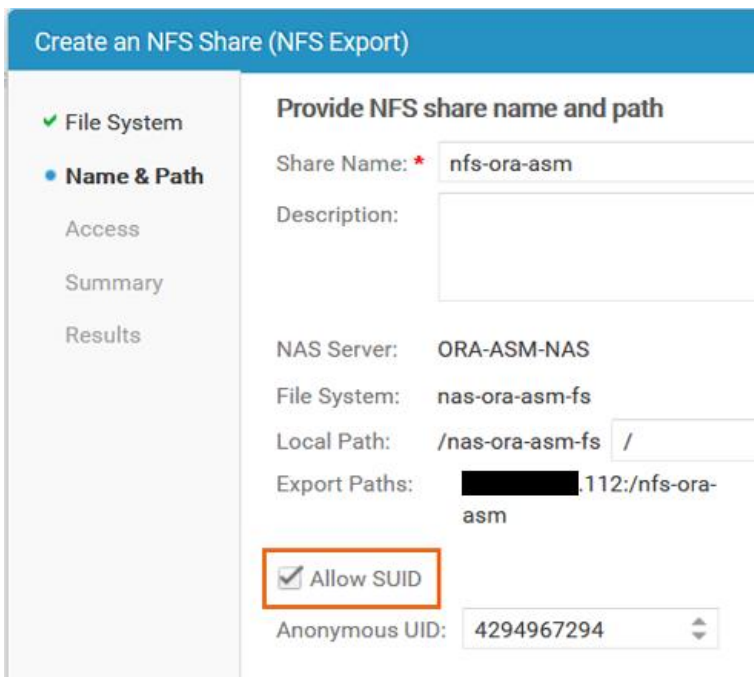 Create an NFS Share (NFS Export)
File System
Name & Path
Access
Summary
Results
Provide NFS share name and path
Share Name: * nfs-ora-asm
Description:
NAS Server: ORA-ASM-NAS
File System: nas-ora-asm-fs
Local Path: /nas-ora-asm-fs /
Export Paths: .112:/nfs-ora-
asm
Allow SUID
Anonymous UID: 4294967294